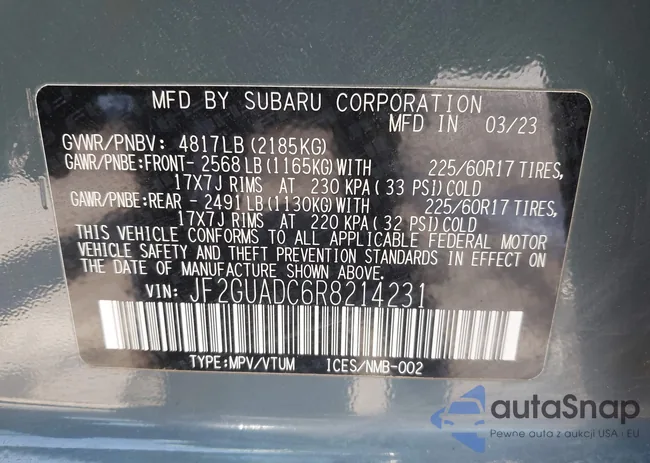 MFD BY SUBARU CORPORATION
MFD IN 03/23
GVWR/PNBV: 4817LB (2185KG)
GAWR/PNBE:FRONT- 2568 LB (1165KG)WITH 225/60R17 TIRES,
17X7J RIMS AT 230 KPA( 33 PSI)COLD
GAWR/PNBE:REAR - 2491 LB (1130KG)WITH 225/60R17 TIRES,
17X7J RIMS AT 220 KPA( 32 PSI)COLD
THIS VEHICLE CONFORMS TO ALL APPLICABLE FEDERAL MOTOR
VEHICLE SAFETY AND THEFT PREVENTION STANDARDS IN EFFECT ON
THE DATE OF MANUFACTURE SHOWN ABOVE.
VIN: JF2GUADC6R8214231
TYPE:MPV/VTUM ICES/NMB-002
autaSnap
Pewne auta z aukcji USA i EU